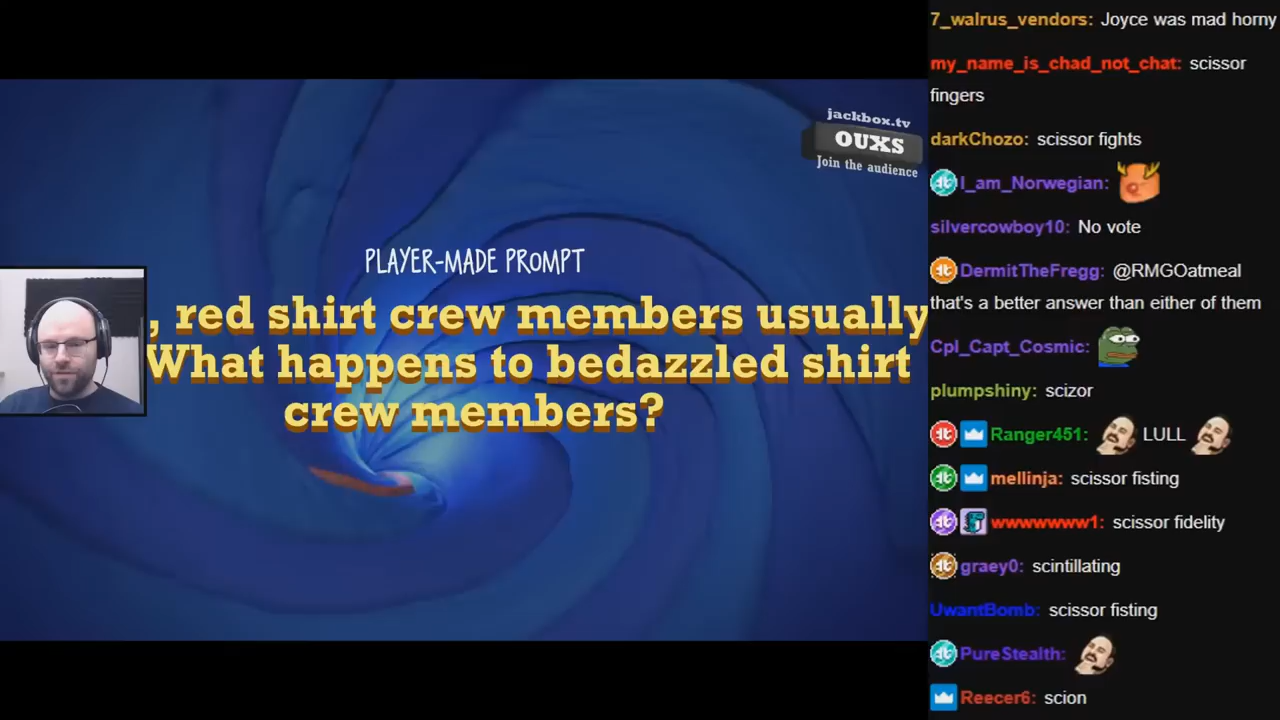 jackbox.tv
OUXS
Join the audience
PLAYER-MADE PROMPT
, red shirt crew members usually
What happens to bedazzled shirt
crew members?
7_walrus_vendors: Joyce was mad horny
my_name_is_chad_not_chat: scissor
fingers
darkChozo: scissor fights
I_am_Norwegian:
silvercowboy10: No vote
DermitTheFregg: @RMGOatmeal
that's a better answer than either of them
Cpl_Capt_Cosmic:
plumpshiny: scizor
Ranger451: LULL
mellinja: scissor fisting
wwwwwww1: scissor fidelity
graey0: scintillating
UwantBomb: scissor fisting
PureStealth:
Reecer6: scion